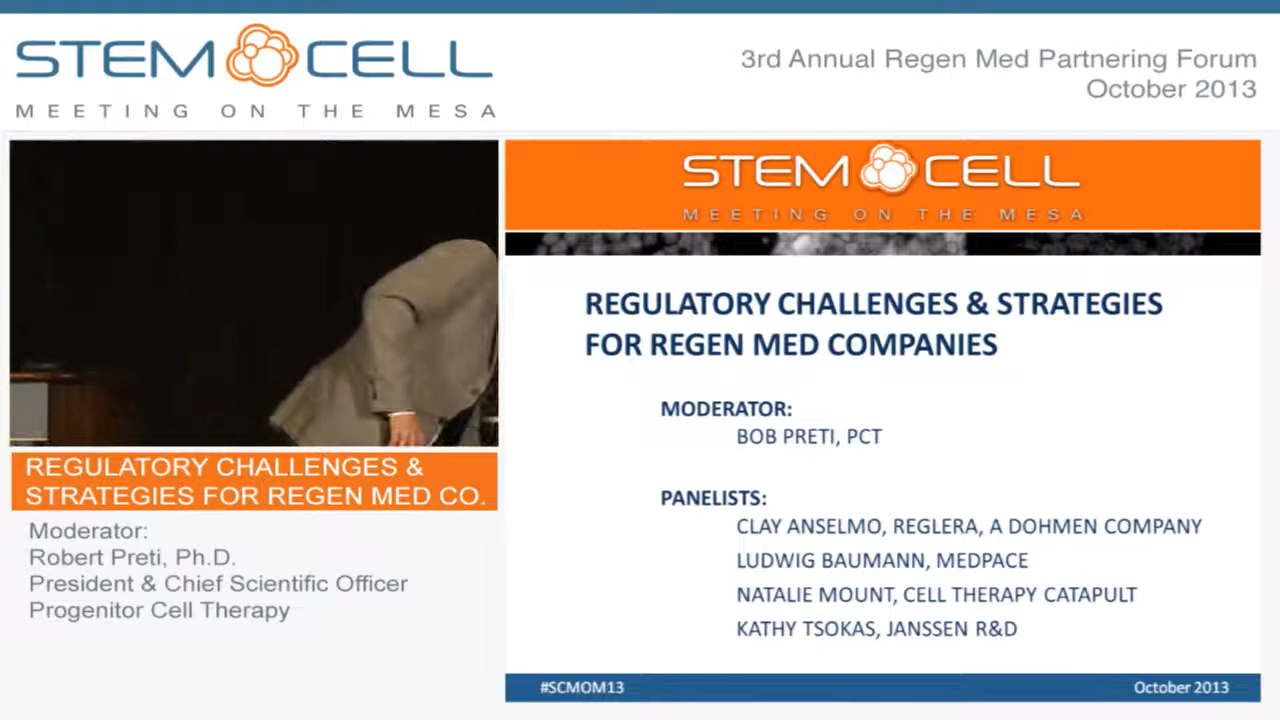 STEM CELL
MEETING ON THE MESA
3rd Annual Regen Med Partnering Forum
October 2013
REGULATORY CHALLENGES &
STRATEGIES FOR REGEN MED CO.
Moderator:
Robert Preti, Ph.D.
President & Chief Scientific Officer
Progenitor Cell Therapy
STEM CELL
MEETING ON THE MESA
REGULATORY CHALLENGES & STRATEGIES
FOR REGEN MED COMPANIES
MODERATOR:
BOB PRETI, PCT
PANELISTS:
CLAY ANSELMO, REGLERA, A DOHMEN COMPANY
LUDWIG BAUMANN, MEDPACE
NATALIE MOUNT, CELL THERAPY CATAPULT
KATHY TSOKAS, JANSSEN R&D
#SCMOM13
October 2013